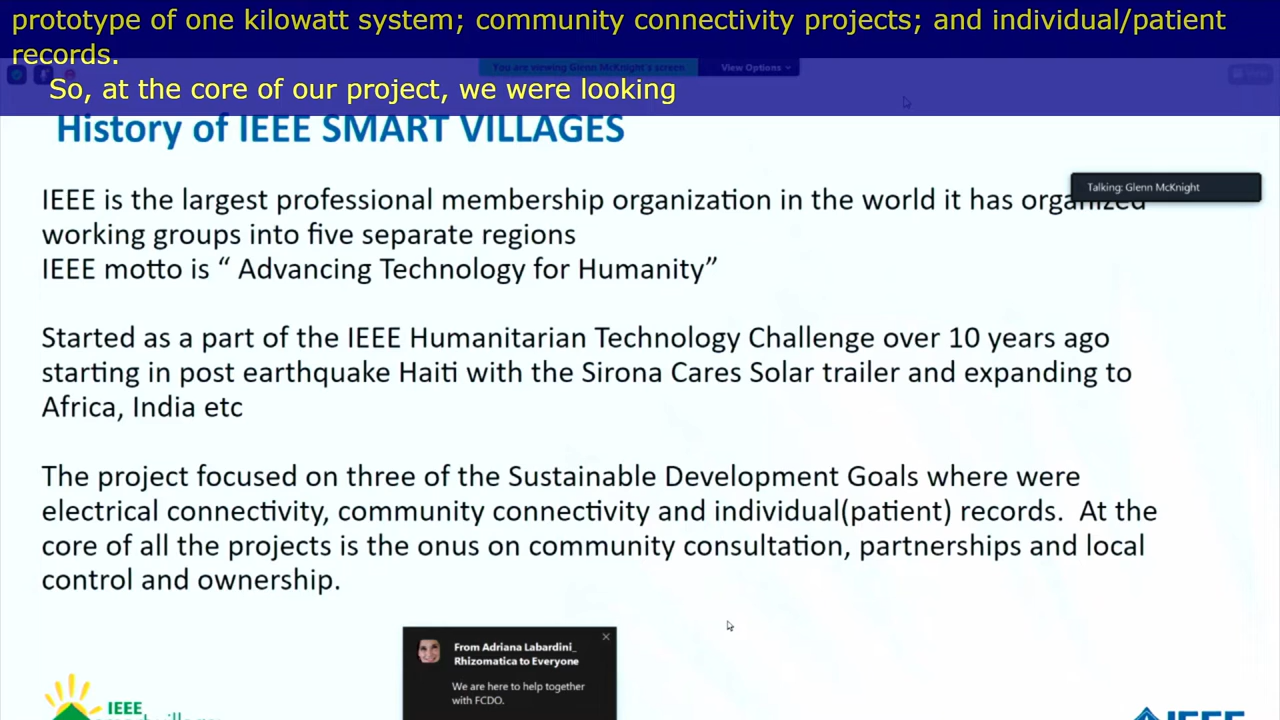 prototype of one kilowatt system; community connectivity projects; and individual/patient
records.
So, at the core of our project, we were looking
You are viewing Glenn McKnight's screen
View Options
View
History of IEEE SMART VILLAGES
Talking: Glenn McKnight
IEEE is the largest professional membership organization in the world it has organized
working groups into five separate regions
IEEE motto is “ Advancing Technology for Humanity”
Started as a part of the IEEE Humanitarian Technology Challenge over 10 years ago
starting in post earthquake Haiti with the Sirona Cares Solar trailer and expanding to
Africa, India etc
The project focused on three of the Sustainable Development Goals where were
electrical connectivity, community connectivity and individual(patient) records.  At the
core of all the projects is the onus on community consultation, partnerships and local
control and ownership.
From Adriana Labardini_
Rhizomatica to Everyone
We are here to help together
with FCDO.
IEEE
smart village
IEEE